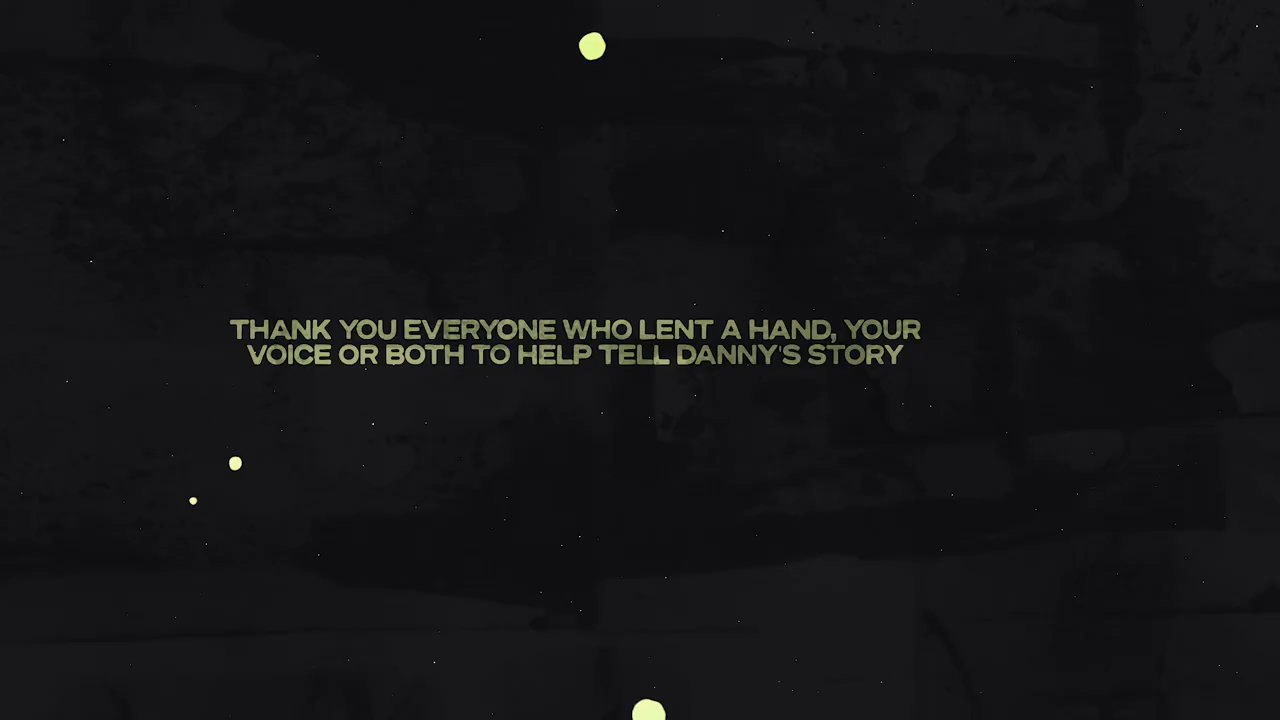 THANK YOU EVERYONE WHO LENT A HAND, YOUR
VOICE OR BOTH TO HELP TELL DANNY'S STORY